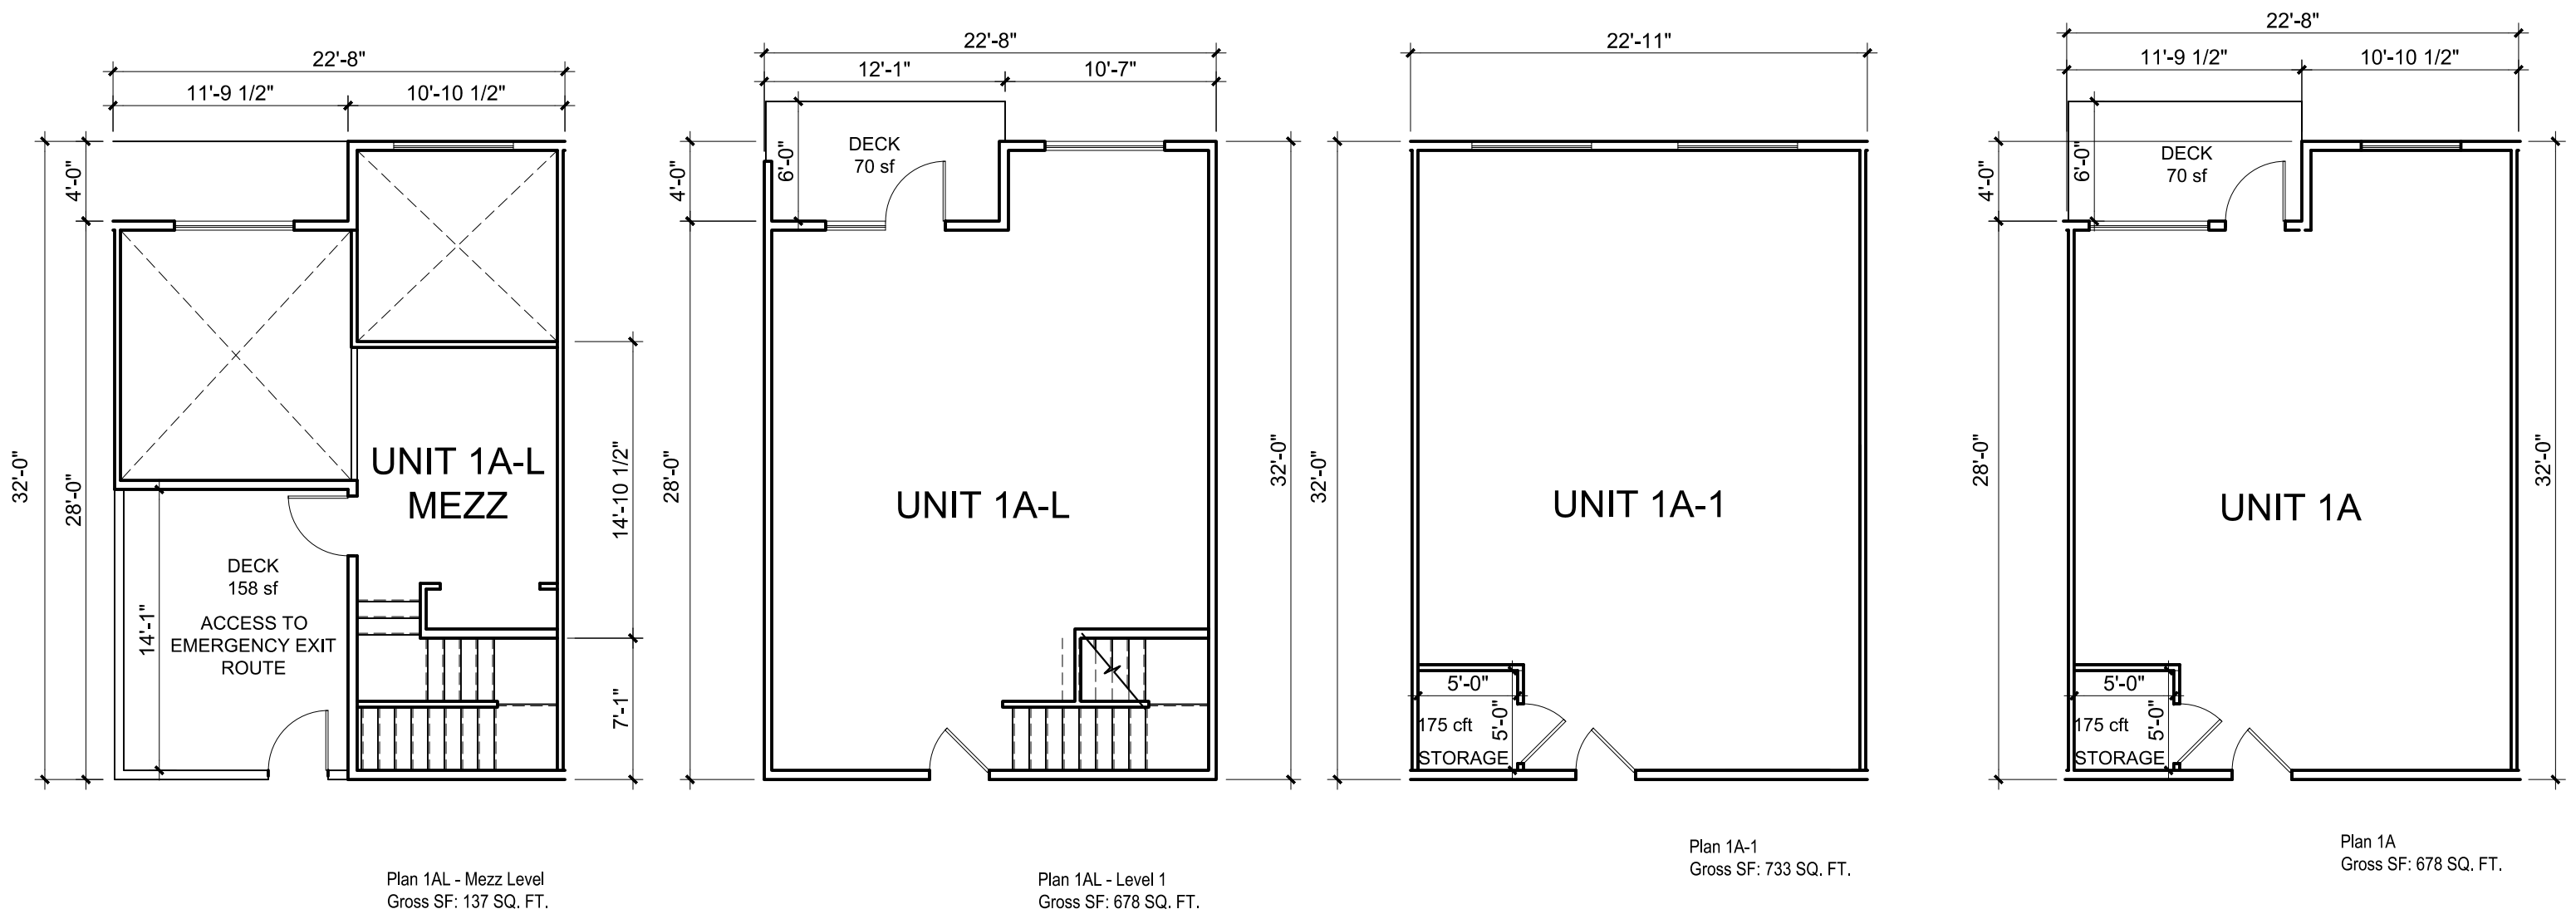 22'-8"
11'-9 1/2"
10'-10 1/2"
32'-0"
4'-0"
28'-0"
UNIT 1A-L
MEZZ
14'-10 1/2"
7'-1"
DECK
158 sf
ACCESS TO
EMERGENCY EXIT
ROUTE
14'-1"
Plan 1AL - Mezz Level
Gross SF: 137 SQ. FT.
22'-8"
12'-1"
10'-7"
DECK
70 sf
6'-0"
4'-0"
28'-0"
32'-0"
UNIT 1A-L
Plan 1AL - Level 1
Gross SF: 678 SQ. FT.
22'-11"
32'-0"
UNIT 1A-1
5'-0"
5'-0"
175 cft
STORAGE
Plan 1A-1
Gross SF: 733 SQ. FT.
22'-8"
11'-9 1/2"
10'-10 1/2"
DECK
70 sf
6'-0"
4'-0"
28'-0"
32'-0"
UNIT 1A
5'-0"
5'-0"
175 cft
STORAGE
Plan 1A
Gross SF: 678 SQ. FT.